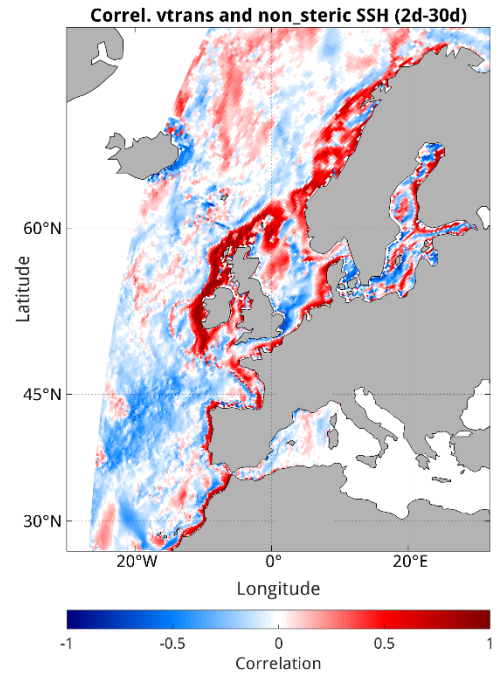 Correl. vtrans and non_steric SSH (2d-30d)
60°N
45°N
30°N
Latitude
20°W 0° 20°E
Longitude
-1 -0.5 0 0.5 1
Correlation